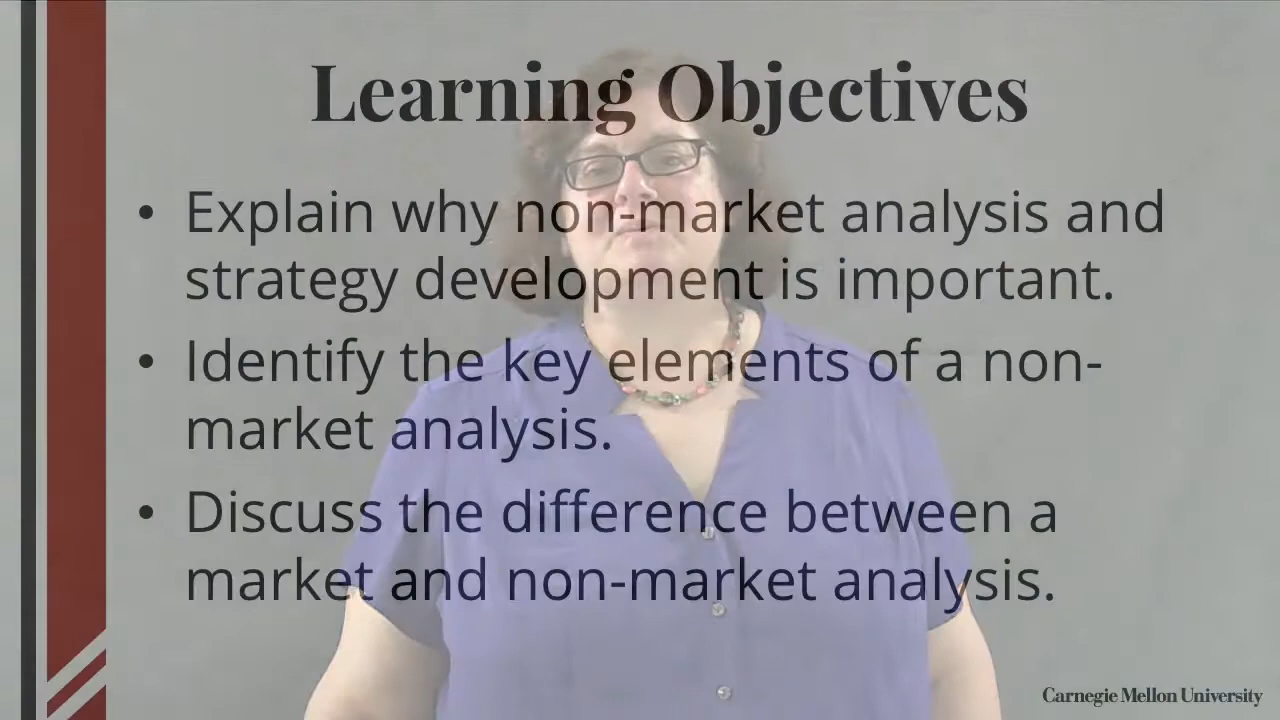 Learning Objectives
• Explain why non-market analysis and
strategy development is important.
• Identify the key elements of a non-
market analysis.
• Discuss the difference between a
market and non-market analysis.
Carnegie Mellon University